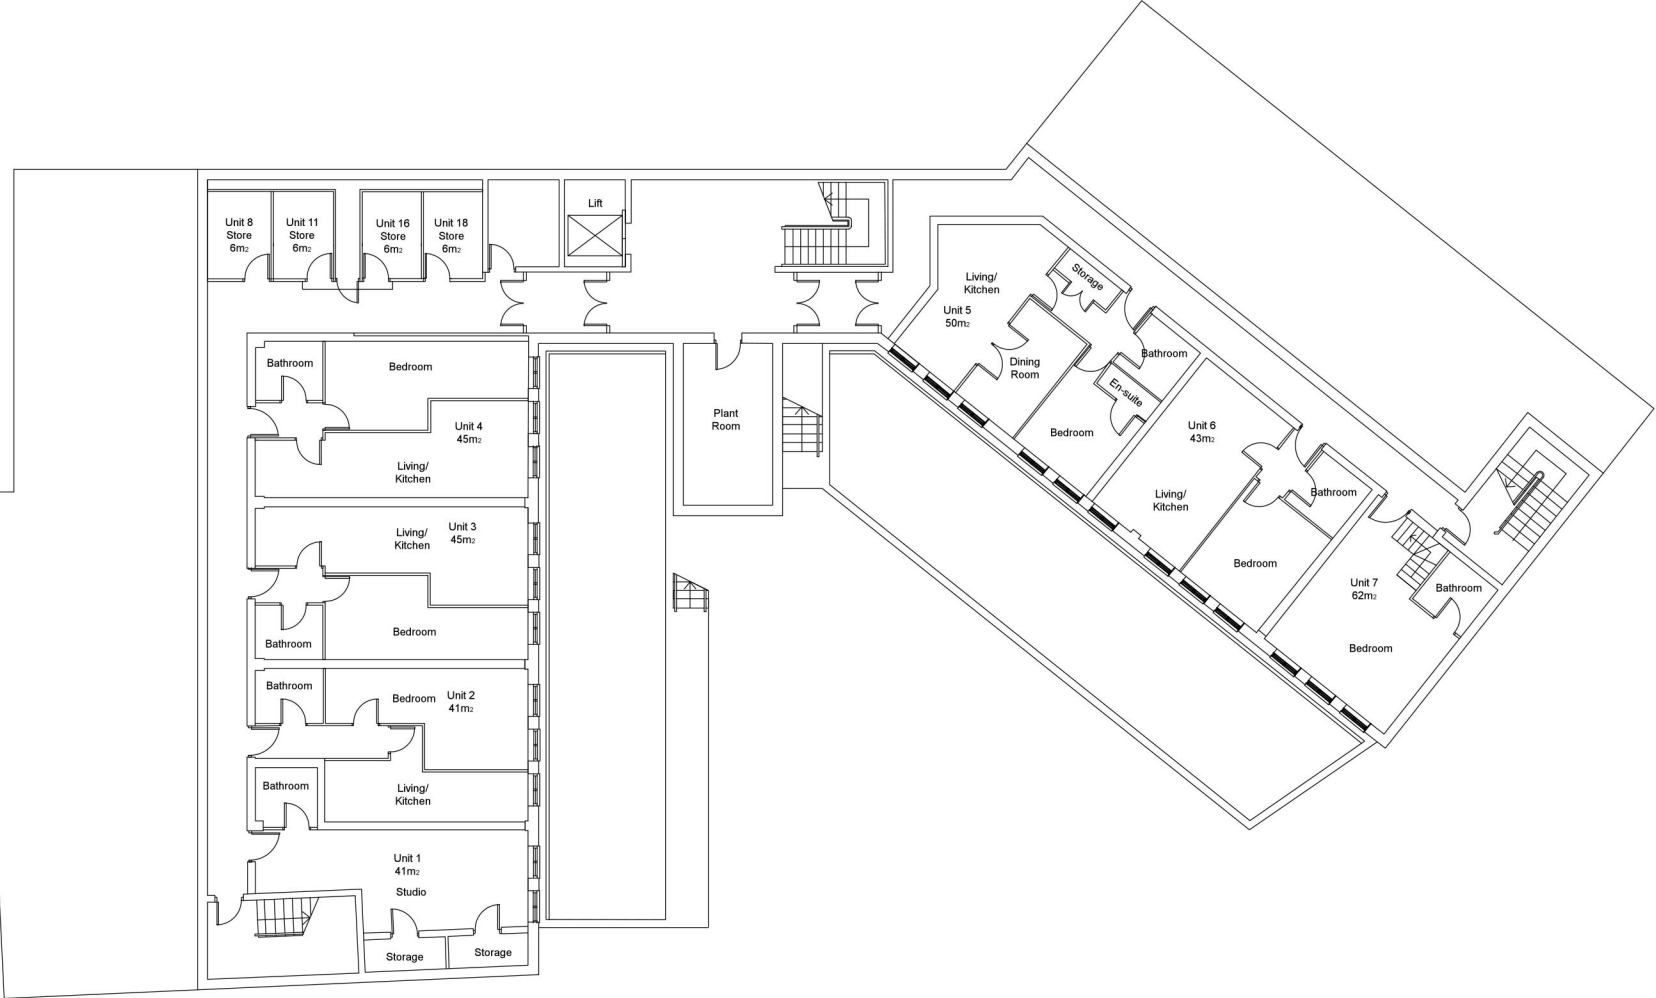 Unit 8
Store
6m2
Unit 11
Store
6m2
Unit 16
Store
6m2
Unit 18
Store
6m2
Lift
Living/
Kitchen
Storage
Unit 5
50m2
Dining
Room
Bathroom
En-suite
Bedroom
Plant
Room
Unit 6
43m2
Living/
Kitchen
Bathroom
Bedroom
Unit 7
62m2
Bathroom
Bedroom
Bathroom
Bedroom
Unit 4
45m2
Living/
Kitchen
Living/
Kitchen
Unit 3
45m2
Bathroom
Bedroom
Bathroom
Bedroom
Unit 2
41m2
Bathroom
Living/
Kitchen
Unit 1
41m2
Studio
Storage
Storage